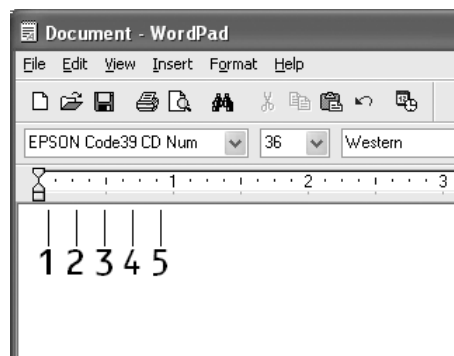 Document - WordPad
File Edit View Insert Format Help
EPSON Code39 CD Num 36 Western
1 2 3
1 2 3 4 5